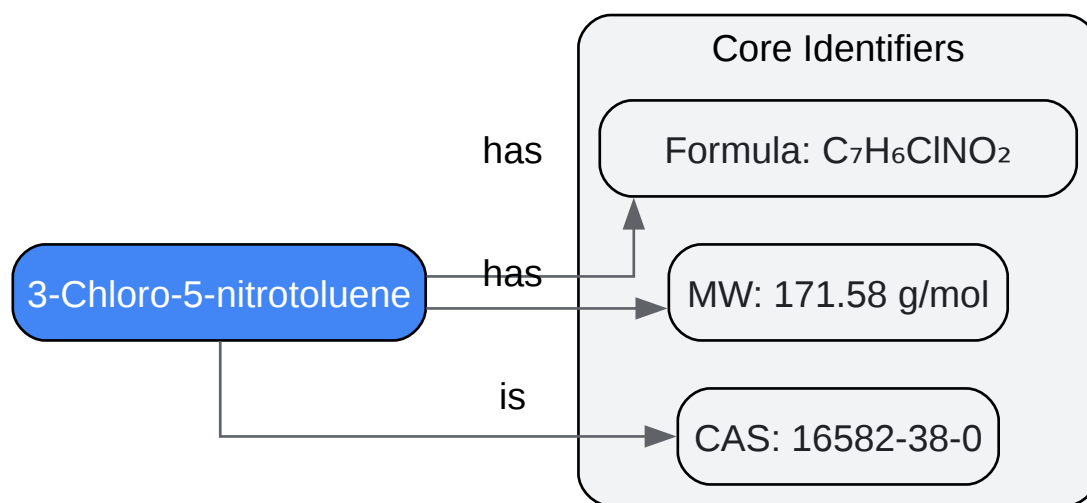 Core Identifiers
has
Formula: C₇H₆ClNO₂
3-Chloro-5-nitrotoluene
has
MW: 171.58 g/mol
is
CAS: 16582-38-0